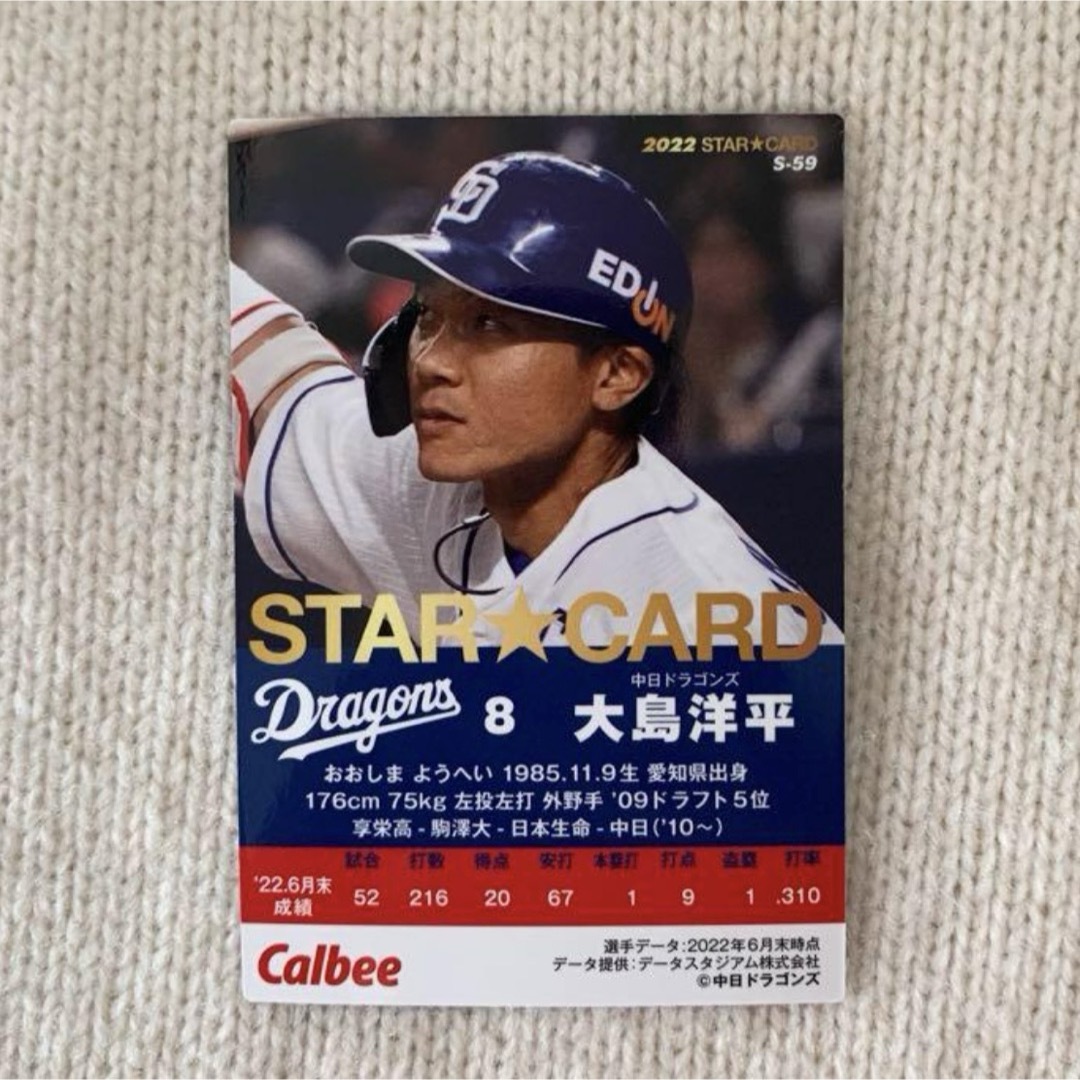 2022 STAR★CARD
S-59
SD
EDION
STAR★CARD
中日ドラゴンズ
Dragons 8 大島洋平
おおしま ようへい 1985.11.9生 愛知県出身
176cm 75kg 左投左打 外野手 '09ドラフト5位
享栄高 - 駒澤大 - 日本生命 - 中日('10〜)
試合 打数 得点 安打 本塁打 打点 盗塁 打率
'22.6月末成績 52 216 20 67 1 9 1 .310
Calbee
選手データ:2022年6月末時点
データ提供:データスタジアム株式会社
©中日ドラゴンズ